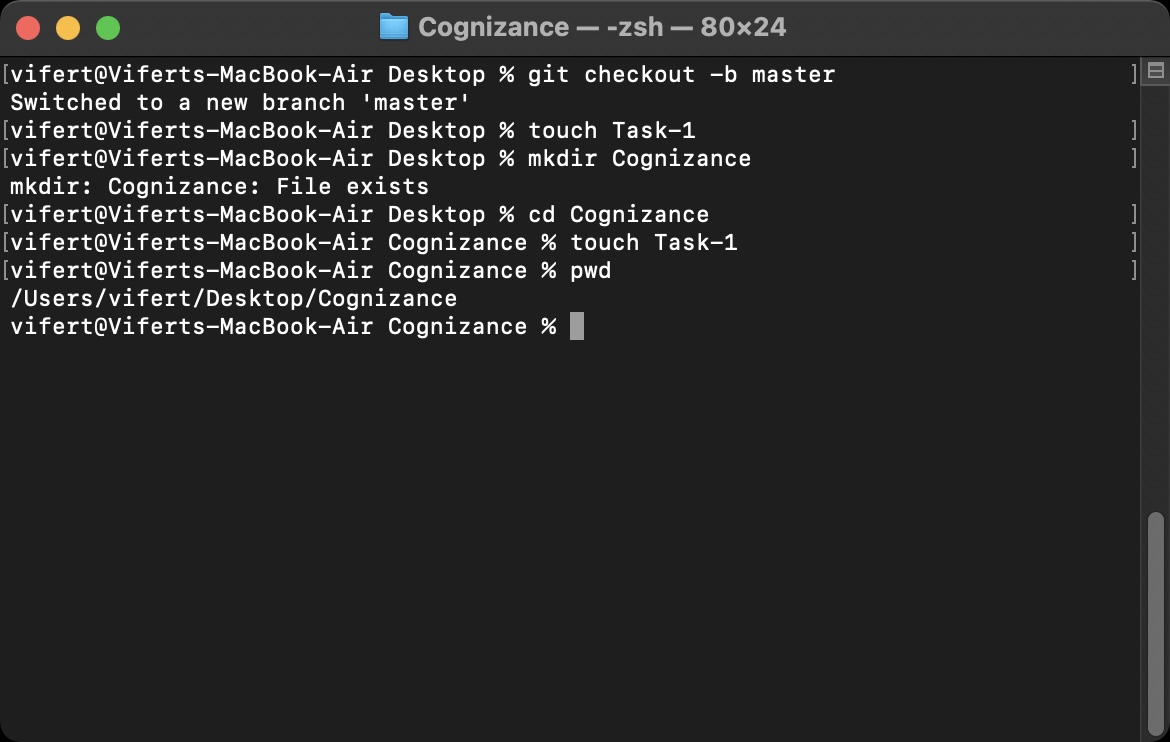 Cognizance — -zsh — 80×24
[vifert@Viferts-MacBook-Air Desktop % git checkout -b master ]
Switched to a new branch 'master'
[vifert@Viferts-MacBook-Air Desktop % touch Task-1 ]
[vifert@Viferts-MacBook-Air Desktop % mkdir Cognizance ]
mkdir: Cognizance: File exists
[vifert@Viferts-MacBook-Air Desktop % cd Cognizance ]
[vifert@Viferts-MacBook-Air Cognizance % touch Task-1 ]
[vifert@Viferts-MacBook-Air Cognizance % pwd ]
/Users/vifert/Desktop/Cognizance
vifert@Viferts-MacBook-Air Cognizance %